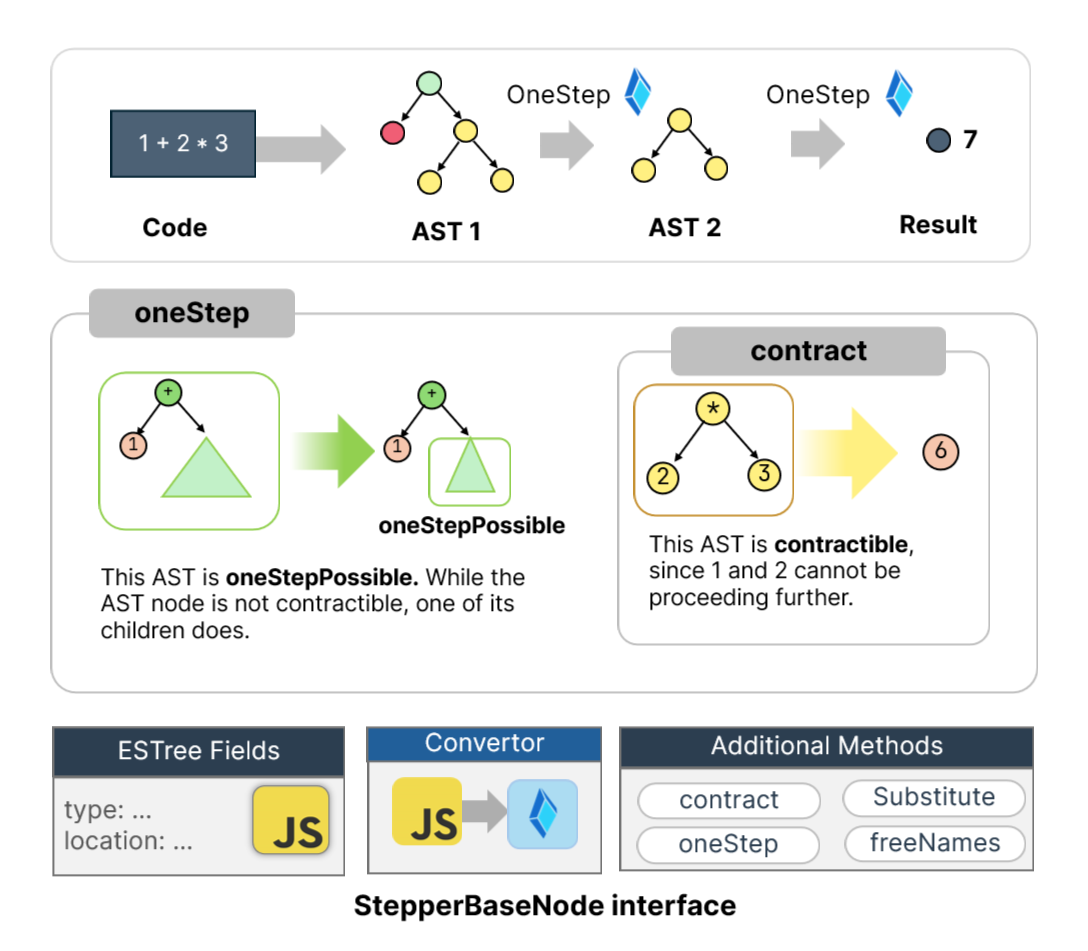 OneStep
OneStep
1 + 2 * 3
7
Code
AST 1
AST 2
Result
oneStep
contract
+
1
+
1
*
2
3
6
oneStepPossible
This AST is oneStepPossible. While the
AST node is not contractible, one of its
children does.
This AST is contractible,
since 1 and 2 cannot be
proceeding further.
ESTree Fields
type: ...
location: ...
JS
Convertor
JS
Additional Methods
contract
Substitute
oneStep
freeNames
StepperBaseNode interface